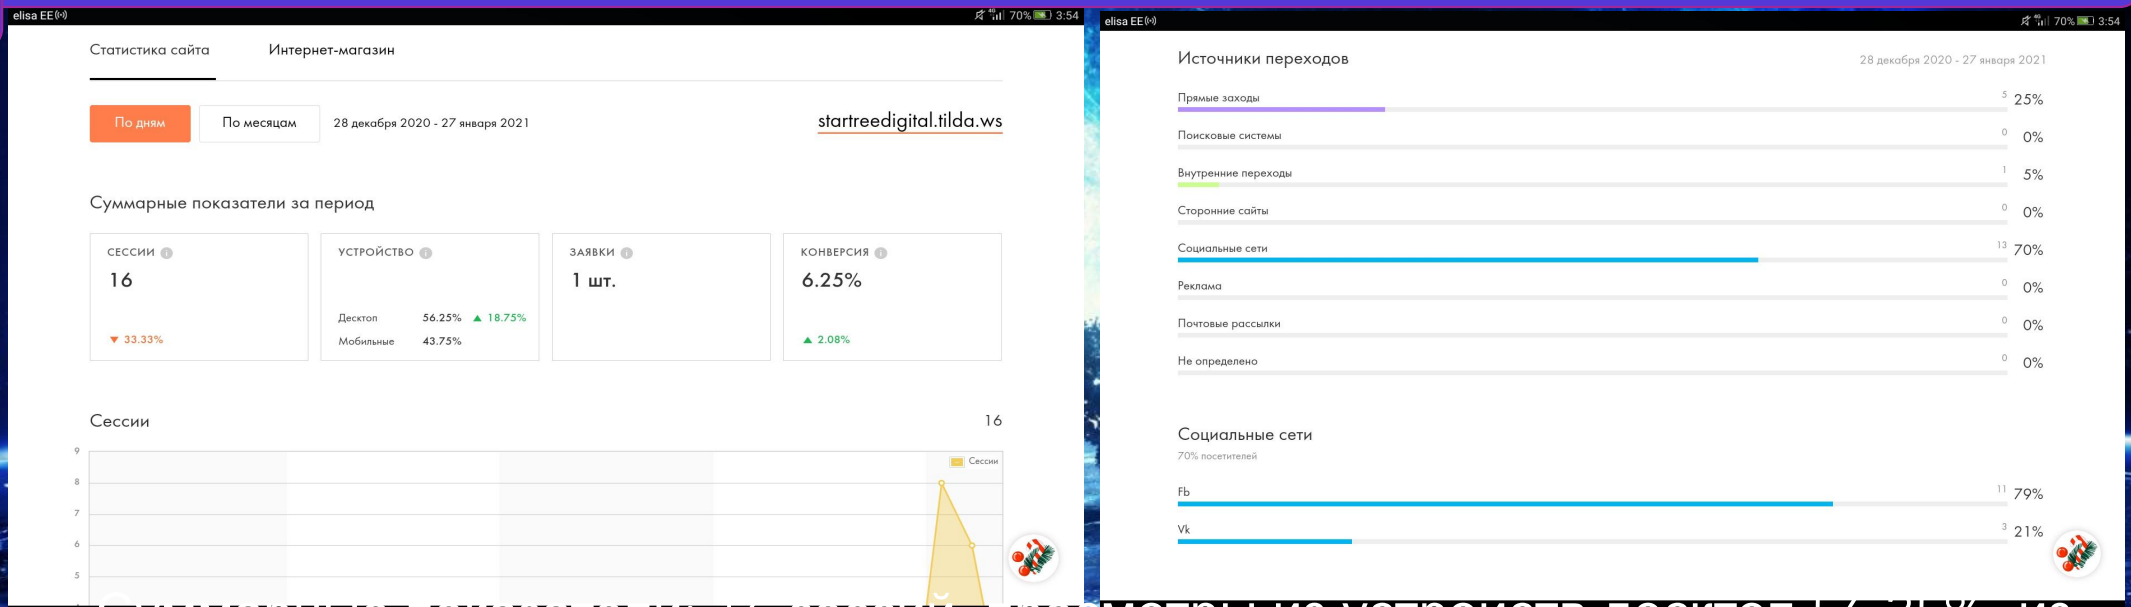 elisa EE
4G 70% 3:54
Статистика сайта Интернет-магазин
По дням По месяцам 28 декабря 2020 - 27 января 2021 startreedigital.tilda.ws
Суммарные показатели за период
СЕССИИ i
16
▼ 33.33%
УСТРОЙСТВО i
Десктоп 56.25% ▲ 18.75%
Мобильные 43.75%
ЗАЯВКИ i
1 шт.
КОНВЕРСИЯ i
6.25%
▲ 2.08%
Сессии 16
Сессии
9
8
7
6
5
elisa EE
4G 70% 3:54
Источники переходов 28 декабря 2020 - 27 января 2021
Прямые заходы 5 25%
Поисковые системы 0 0%
Внутренние переходы 1 5%
Сторонние сайты 0 0%
Социальные сети 13 70%
Реклама 0 0%
Почтовые рассылки 0 0%
Не определено 0 0%
Социальные сети
70% посетителей
Fb 11 79%
Vk 3 21%